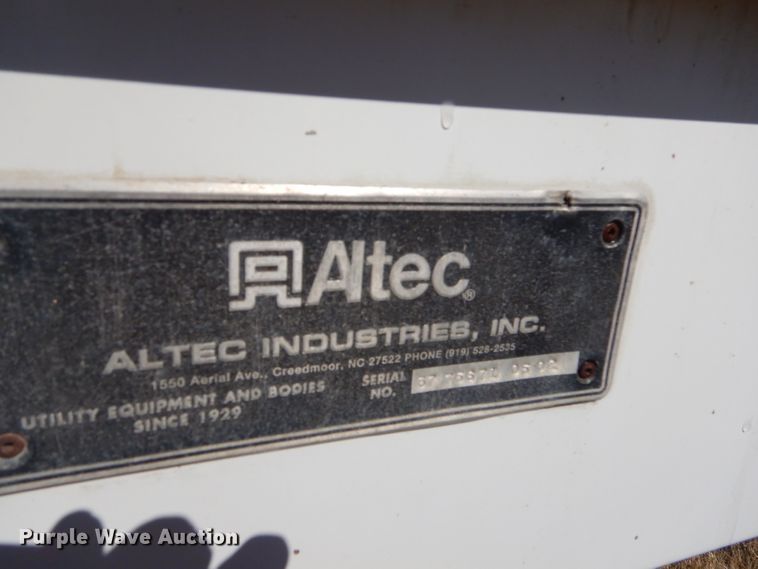 Altec®
ALTEC INDUSTRIES, INC.
1550 Aerial Ave., Creedmoor, NC 27522 PHONE (919) 528-2535
UTILITY EQUIPMENT AND BODIES
SINCE 1929
SERIAL
NO.
Purple Wave Auction